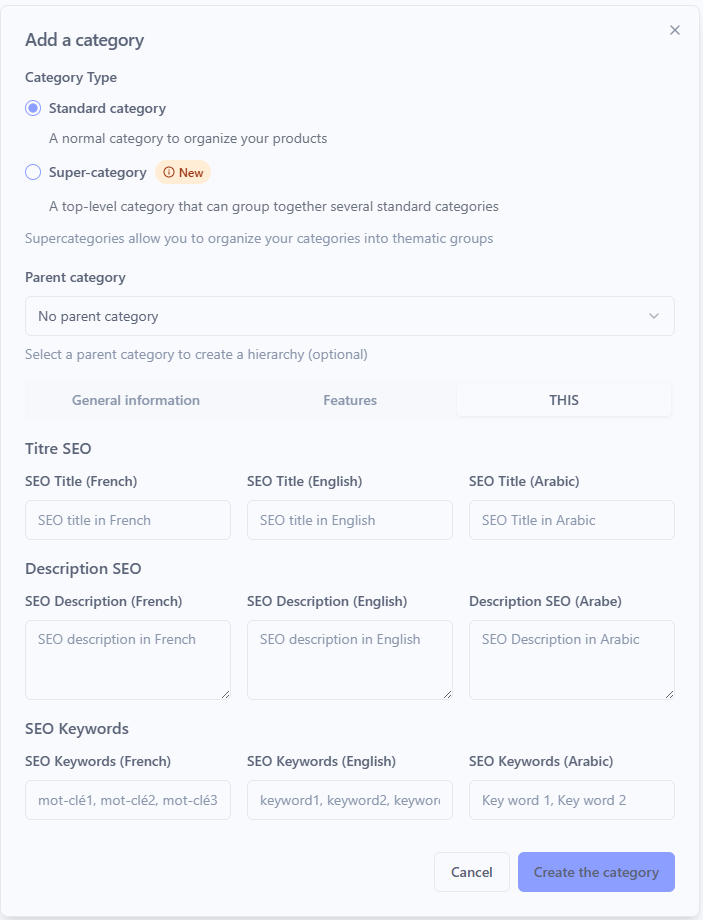 Add a category
Category Type
Standard category
A normal category to organize your products
Super-category New
A top-level category that can group together several standard categories
Supercategories allow you to organize your categories into thematic groups
Parent category
No parent category
Select a parent category to create a hierarchy (optional)
General information Features THIS
Titre SEO
SEO Title (French) SEO Title (English) SEO Title (Arabic)
SEO title in French SEO title in English SEO Title in Arabic
Description SEO
SEO Description (French) SEO Description (English) Description SEO (Arabe)
SEO description in French SEO description in English SEO Description in Arabic
SEO Keywords
SEO Keywords (French) SEO Keywords (English) SEO Keywords (Arabic)
mot-clé1, mot-clé2, mot-clé3 keyword1, keyword2, keywor Key word 1, Key word 2
Cancel Create the category